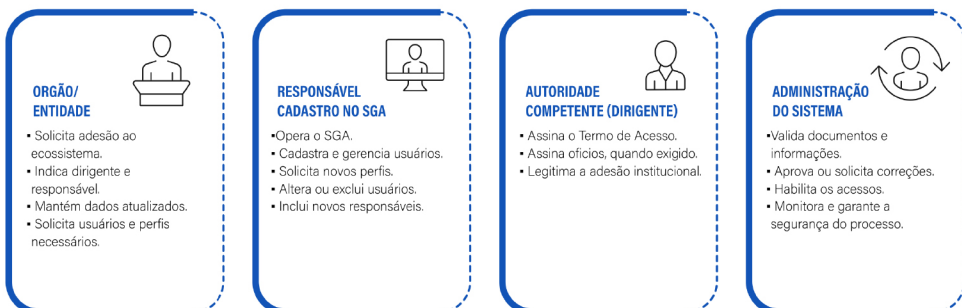 ORGÃO/
ENTIDADE
▪ Solicita adesão ao
ecossistema.
▪ Indica dirigente e
responsável.
▪ Mantém dados atualizados.
▪ Solicita usuários e perfis
necessários.
RESPONSÁVEL
CADASTRO NO SGA
▪Opera o SGA.
▪ Cadastra e gerencia usuários.
▪ Solicita novos perfis.
▪ Altera ou exclui usuários.
▪ Inclui novos responsáveis.
AUTORIDADE
COMPETENTE (DIRIGENTE)
▪ Assina o Termo de Acesso.
▪ Assina oficios, quando exigido.
▪ Legitima a adesão institucional.
ADMINISTRAÇÃO
DO SISTEMA
▪Valida documentos e
informações.
▪ Aprova ou solicita correções.
▪ Habilita os acessos.
▪ Monitora e garante a
segurança do processo.